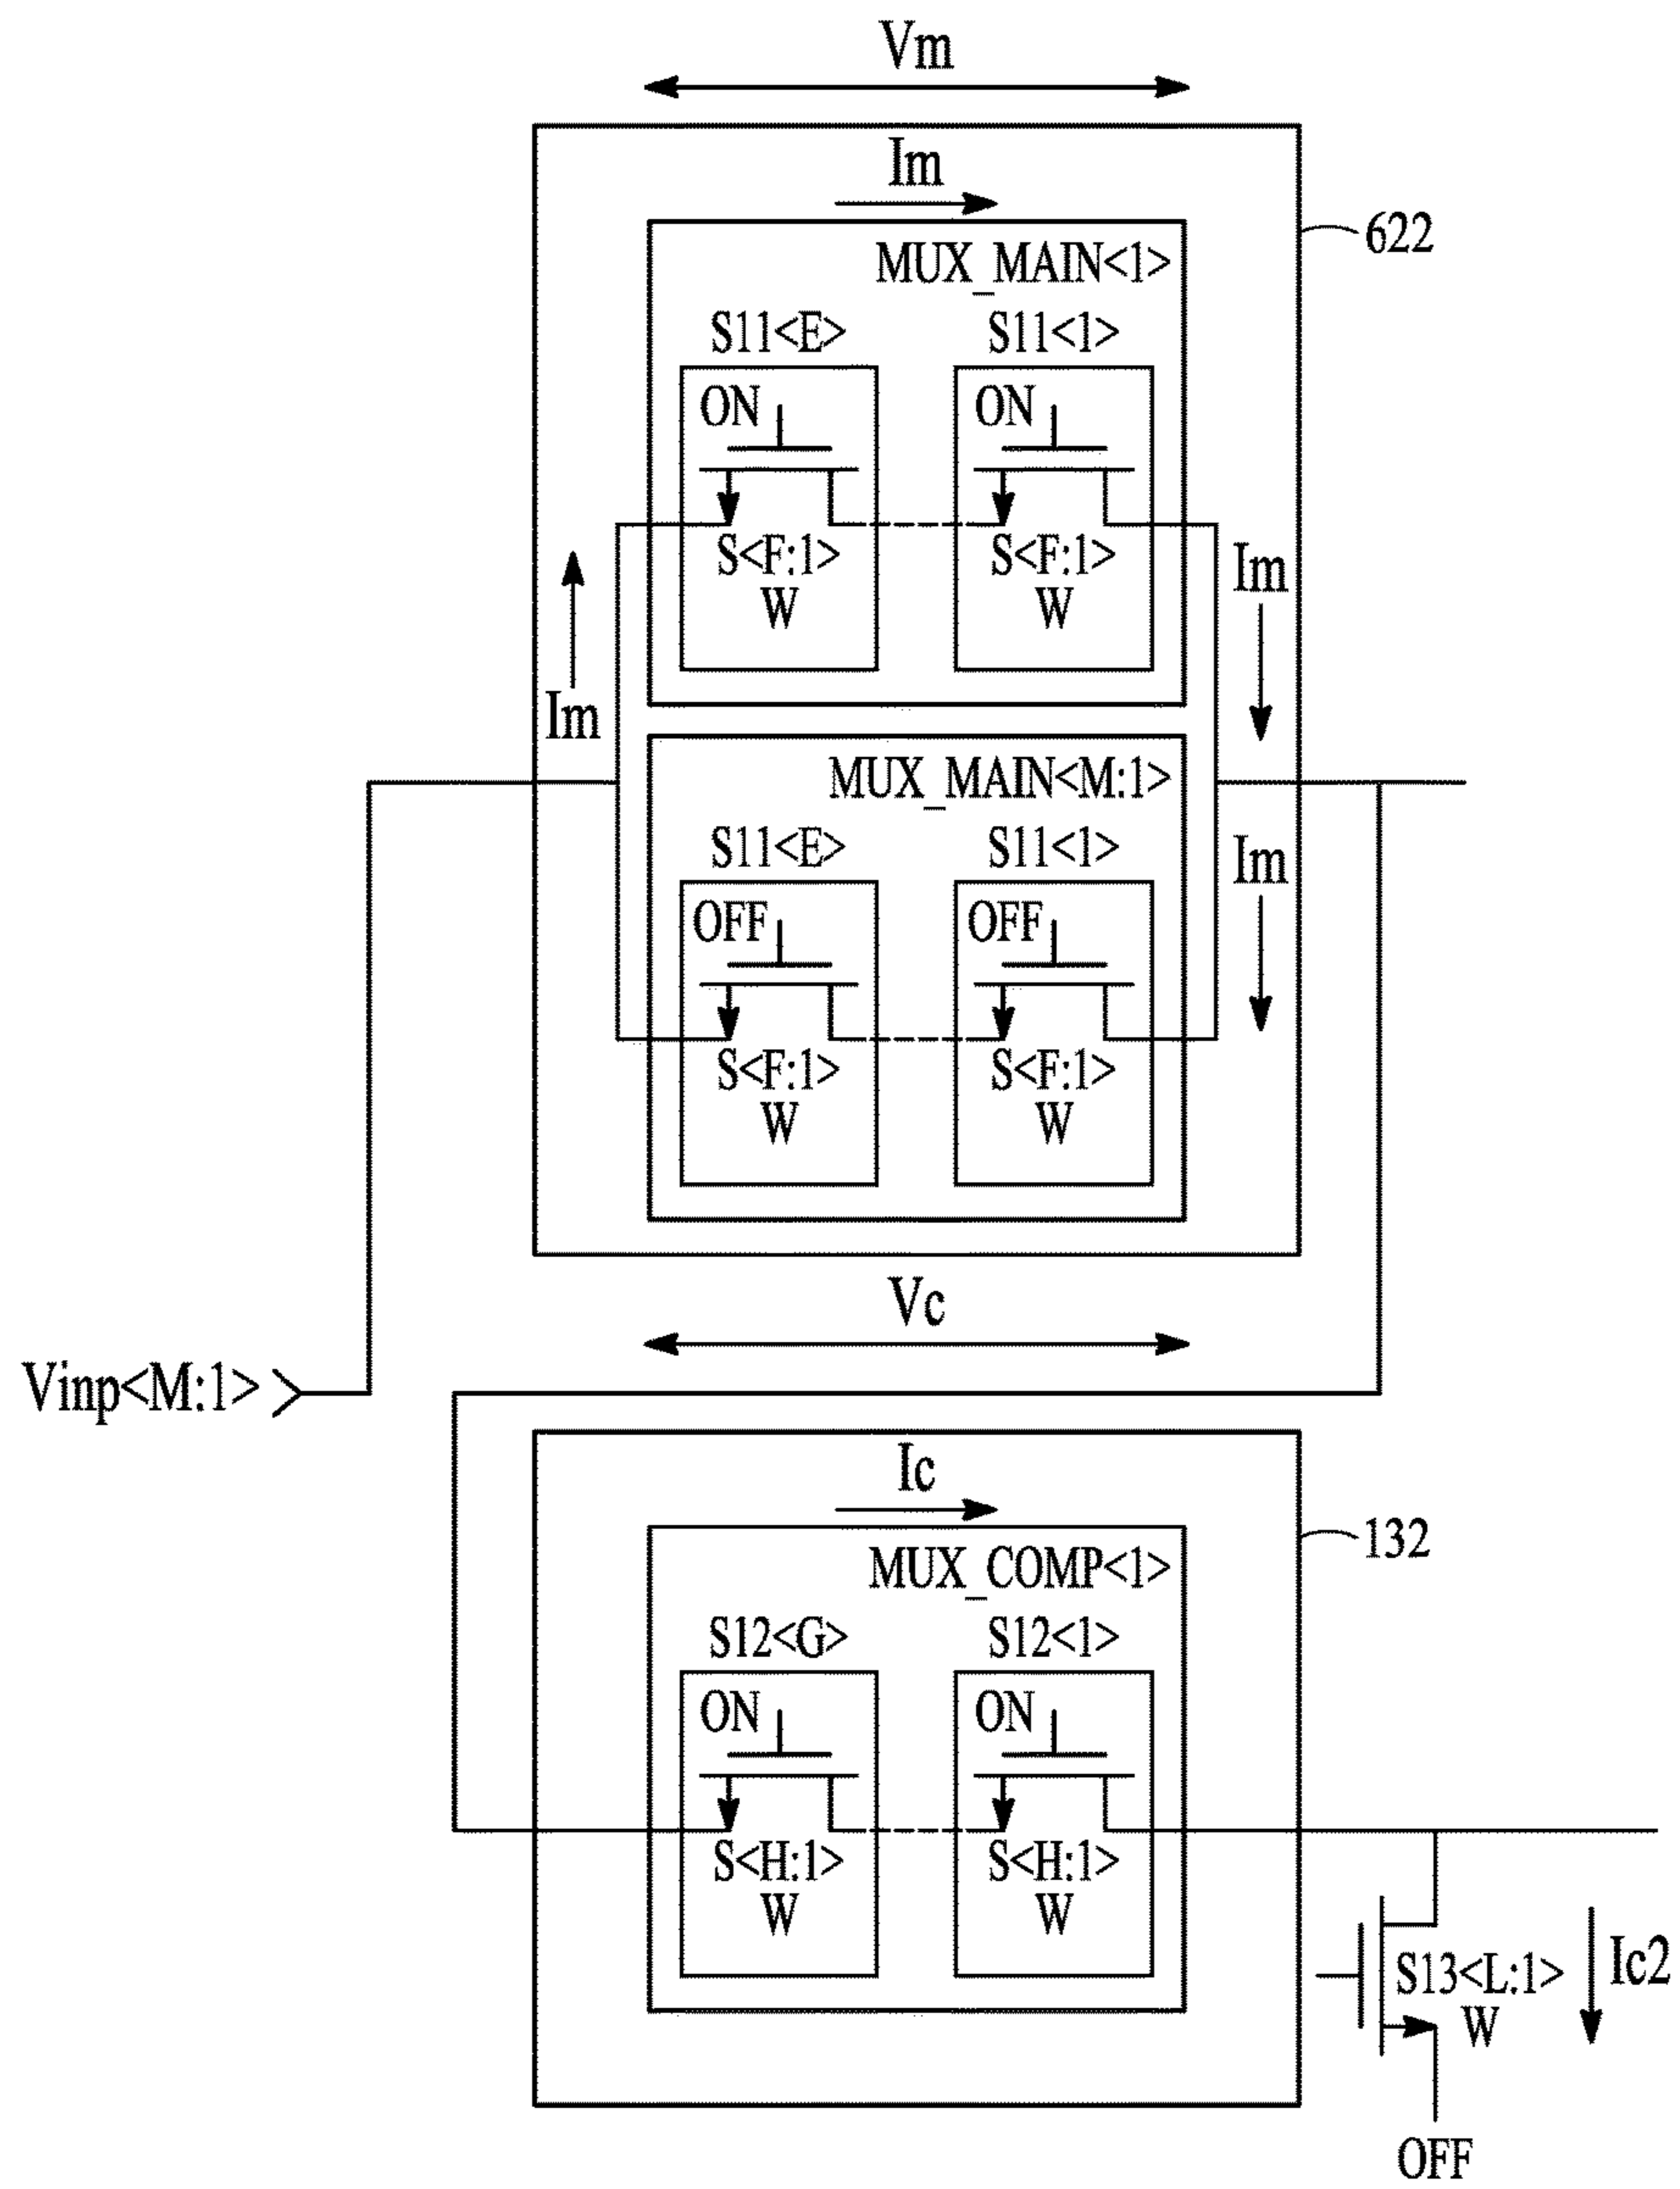 Vm
Im
622
MUX_MAIN<1>
S11<E> S11<1>
ON ON
S<F:1> S<F:1>
W W
Im
Im
MUX_MAIN<M:1>
S11<E> S11<1>
Im
OFF OFF
S<F:1> S<F:1>
W W
Vc
Vinp<M:1>
Ic
132
MUX_COMP<1>
S12<G> S12<1>
ON ON
S<H:1> S<H:1>
W W
S13<L:1> Ic2
W
OFF